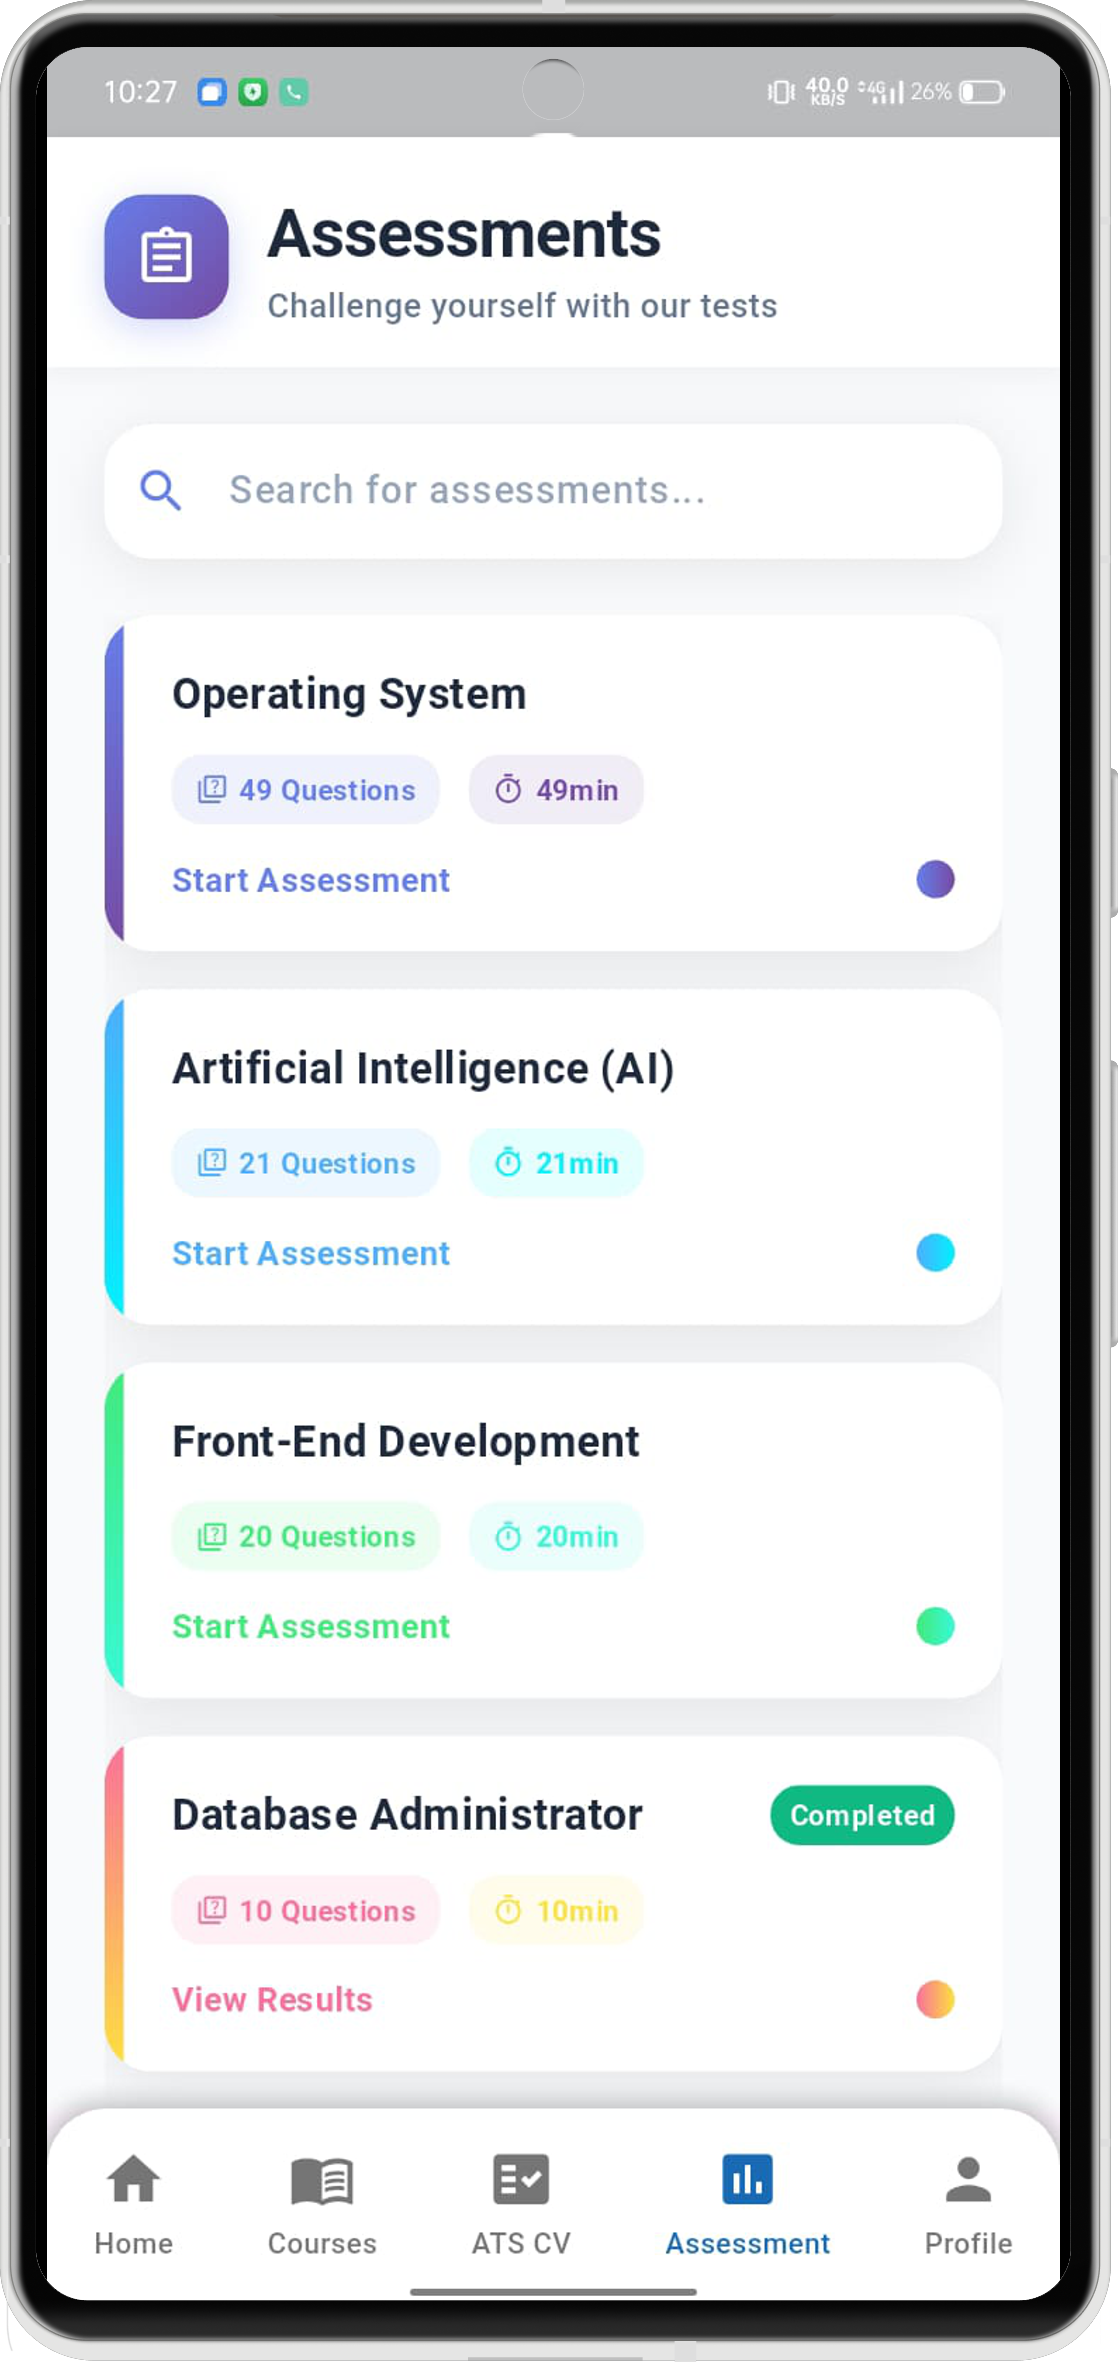 10:27 40.0 KB/S 4G 26%
Assessments
Challenge yourself with our tests
Search for assessments...
Operating System
49 Questions 49min
Start Assessment
Artificial Intelligence (AI)
21 Questions 21min
Start Assessment
Front-End Development
20 Questions 20min
Start Assessment
Database Administrator Completed
10 Questions 10min
View Results
Home Courses ATS CV Assessment Profile